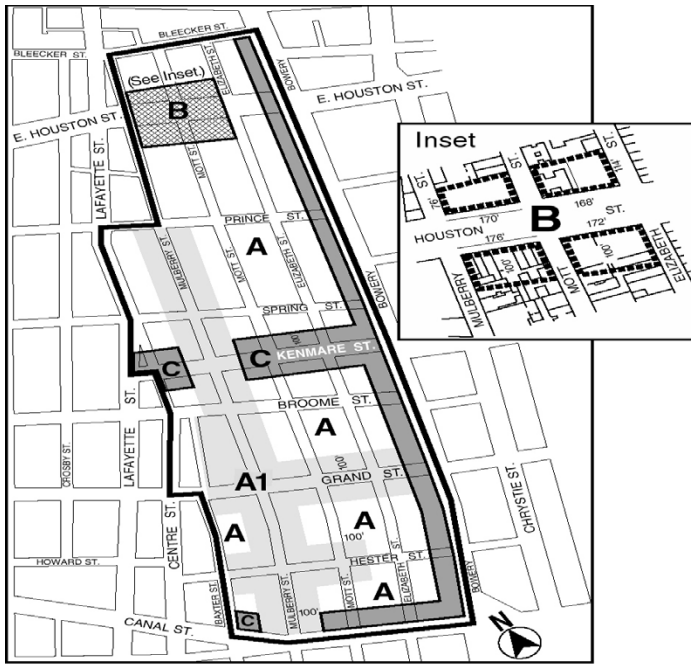 BLEECKER ST.
BLEECKER ST.
(See Inset.)
ELIZABETH ST.
BOWERY
E. HOUSTON ST.
E. HOUSTON ST.
B
MOTT ST.
LAFAYETTE ST.
PRINCE ST.
MULBERRY ST.
A
MOTT ST.
ELIZABETH ST.
BOWERY
SPRING ST.
100'
C
C
KENMARE ST.
BROOME ST.
A
CROSBY ST.
LAFAYETTE ST.
A1
100'
GRAND ST.
CHRYSTIE ST.
A
A
CENTRE ST.
100'
HOWARD ST.
HESTER ST.
BAXTER ST.
MULBERRY ST.
MOTT ST.
A
ELIZABETH ST.
BOWERY
C
100'
CANAL ST.
N
Inset
ST.
ST.
76'
114'
170'
168'
B
HOUSTON ST.
176'
172'
100'
100'
MULBERRY
MOTT
ELIZABETH